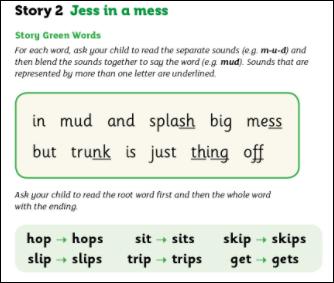 Story 2 Jess in a mess
Story Green Words
For each word, ask your child to read the separate sounds (e.g. m-u-d) and
then blend the sounds together to say the word (e.g. mud). Sounds that are
represented by more than one letter are underlined.
in mud and splash big mess
but trunk is just thing off
Ask your child to read the root word first and then the whole word
with the ending.
hop → hops sit → sits skip → skips
slip → slips trip → trips get → gets